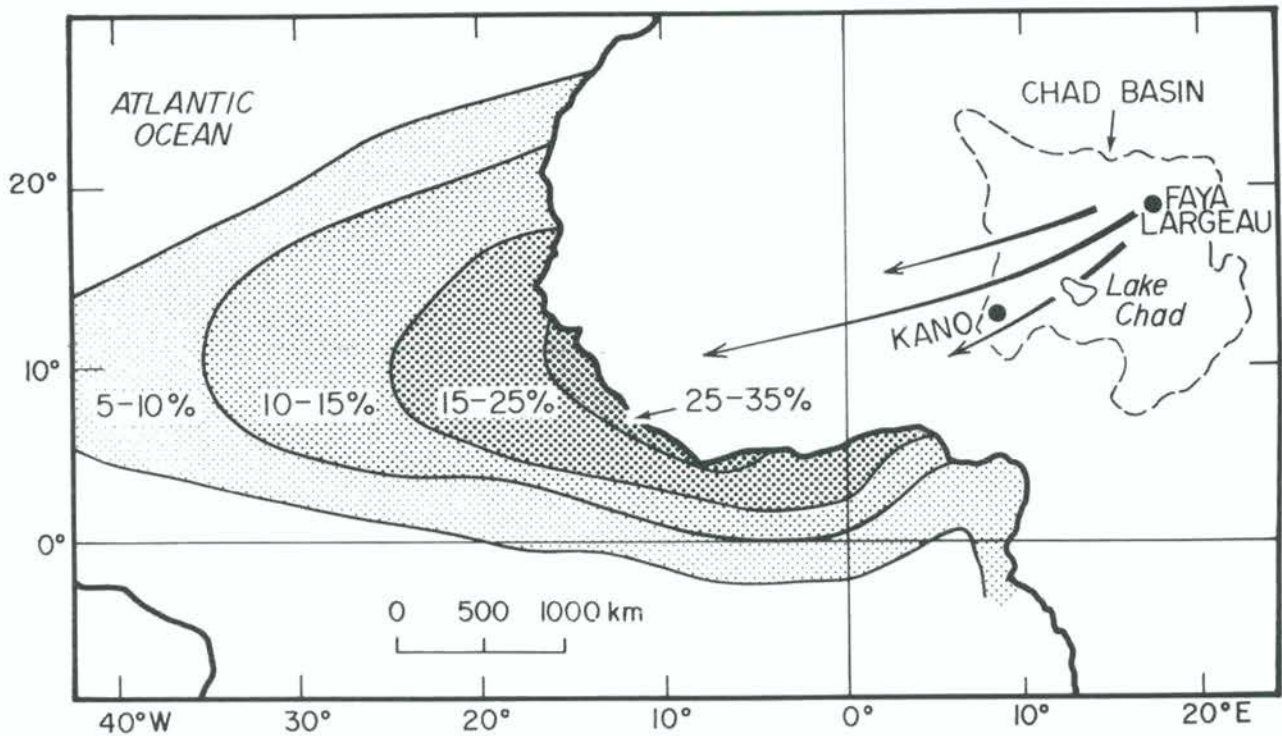 ATLANTIC
OCEAN
CHAD BASIN
20°
FAYA
LARGEAU
Lake
Chad
KANO
10°
5-10%
10-15%
15-25%
25-35%
0°
0 500 1000 km
40°W 30° 20° 10° 0° 10° 20°E